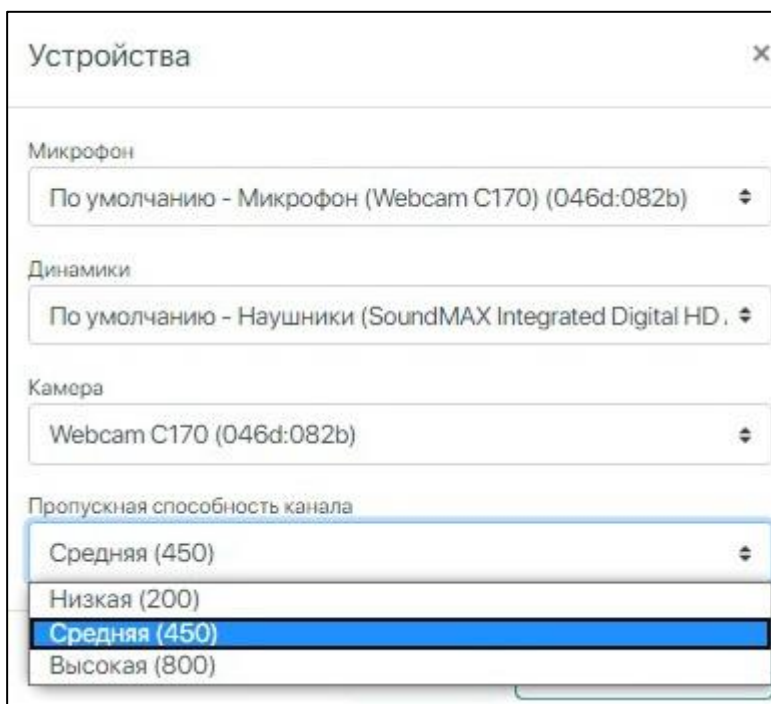 Устройства ×
Микрофон
По умолчанию - Микрофон (Webcam C170) (046d:082b)
Динамики
По умолчанию - Наушники (SoundMAX Integrated Digital HD .
Камера
Webcam C170 (046d:082b)
Пропускная способность канала
Средняя (450)
Низкая (200)
Средняя (450)
Высокая (800)